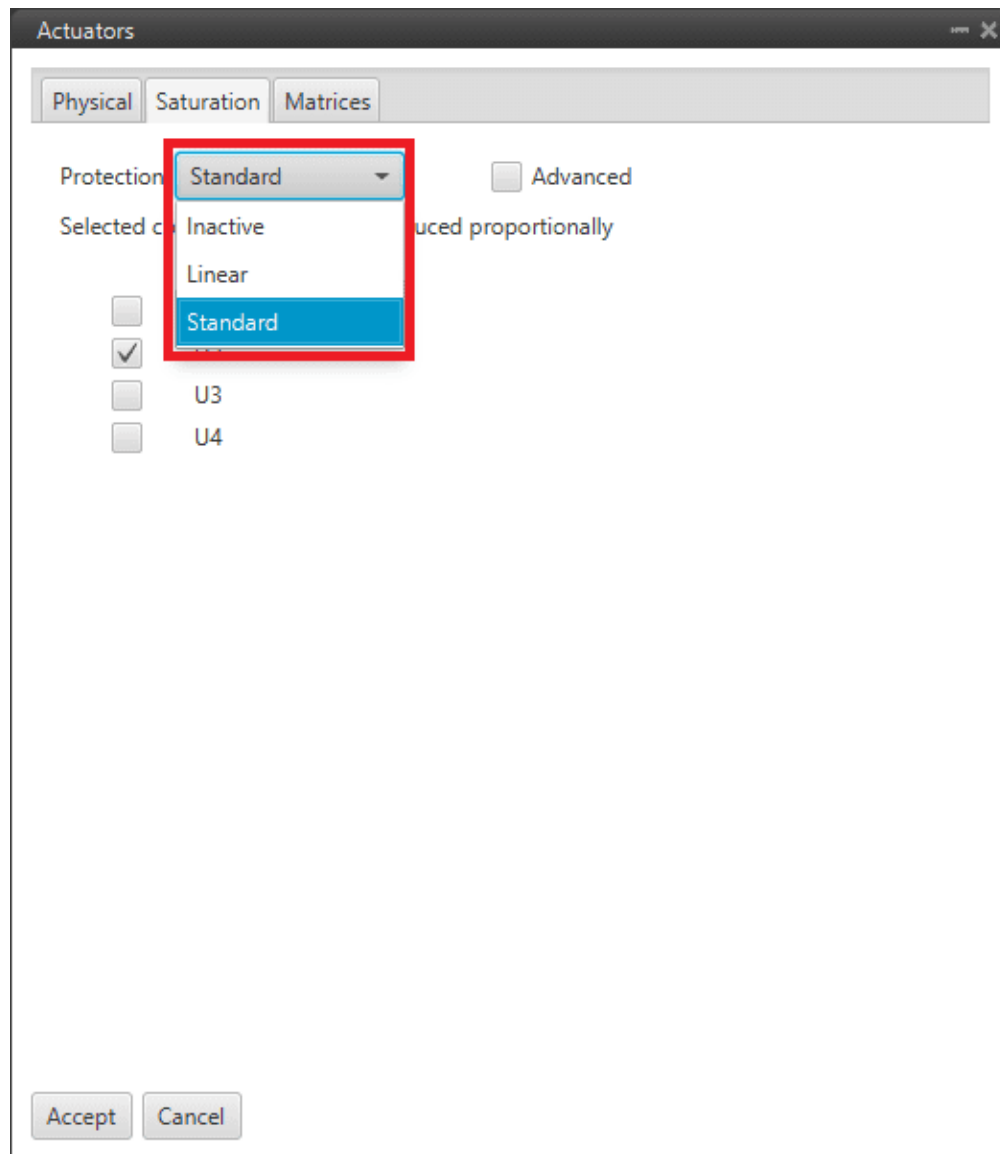 Actuators
Physical Saturation Matrices
Protection Standard Advanced
Selected c Inactive uced proportionally
Linear
Standard
U3
U4
Accept Cancel